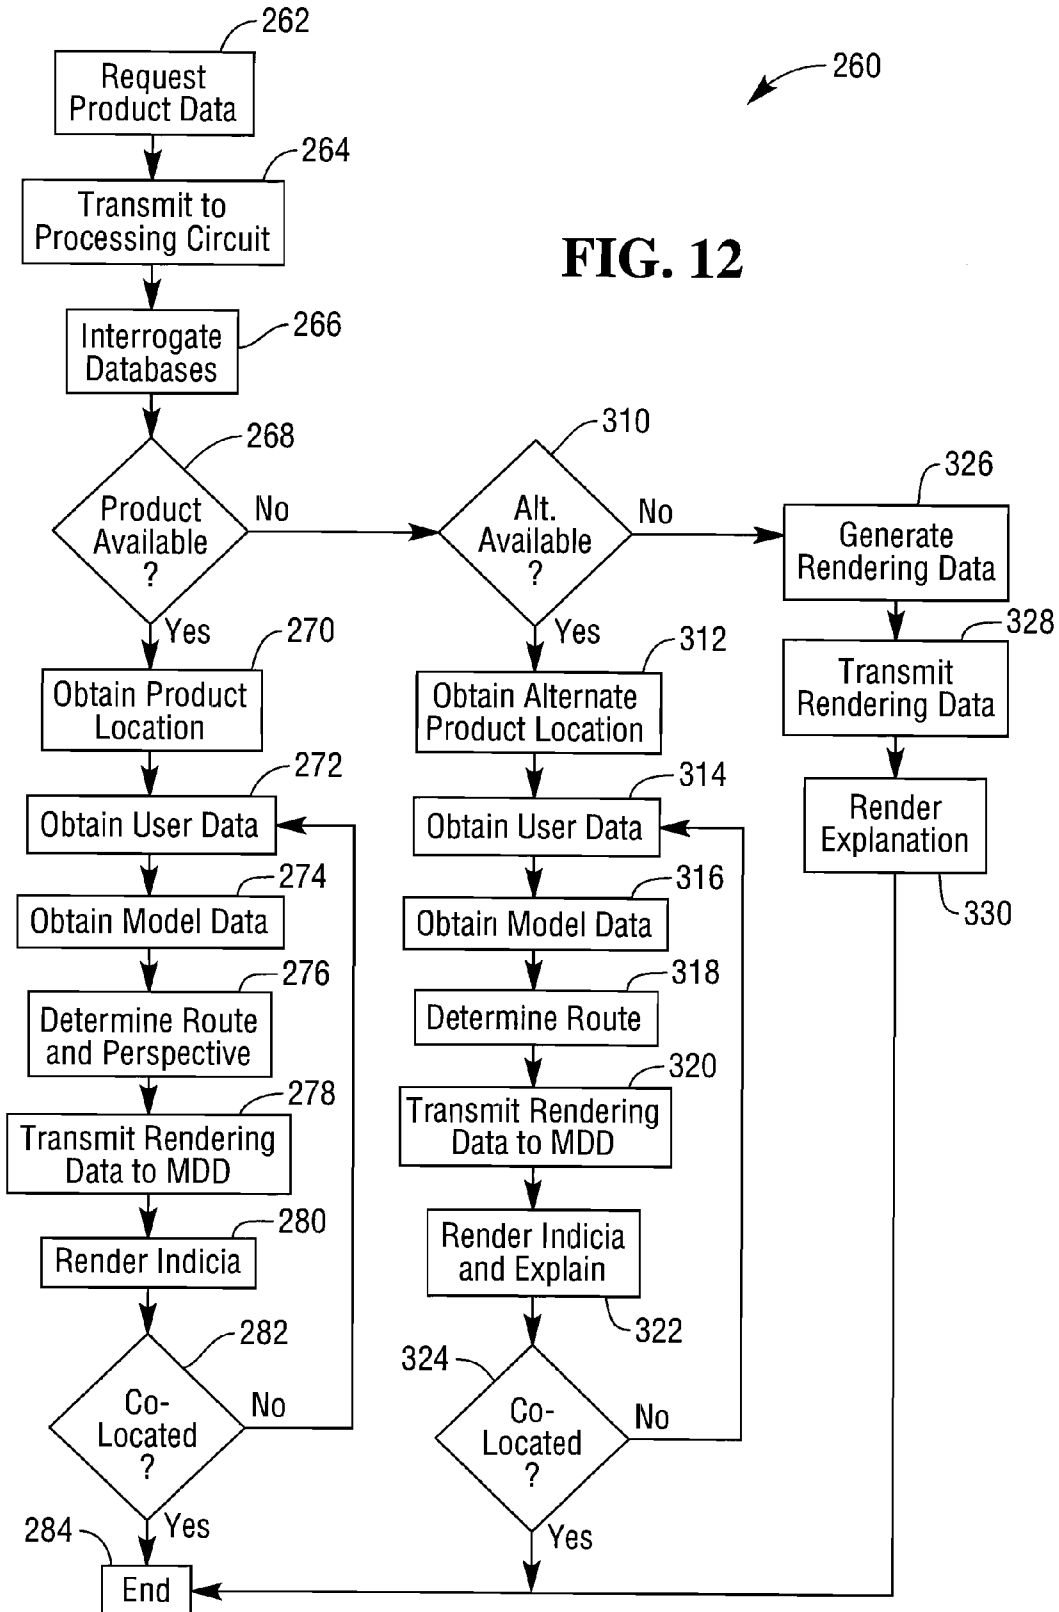 262
Request
Product Data
260
264
Transmit to
Processing Circuit
FIG. 12
266
Interrogate
Databases
268
Product
Available
?
No
Yes
310
Alt.
Available
?
No
Yes
326
Generate
Rendering Data
328
Transmit
Rendering Data
Render
Explanation
330
270
Obtain Product
Location
272
Obtain User Data
274
Obtain Model Data
276
Determine Route
and Perspective
278
Transmit Rendering
Data to MDD
280
Render Indicia
282
Co-
Located
?
No
Yes
284
End
312
Obtain Alternate
Product Location
314
Obtain User Data
316
Obtain Model Data
318
Determine Route
320
Transmit Rendering
Data to MDD
Render Indicia
and Explain
322
324
Co-
Located
?
No
Yes